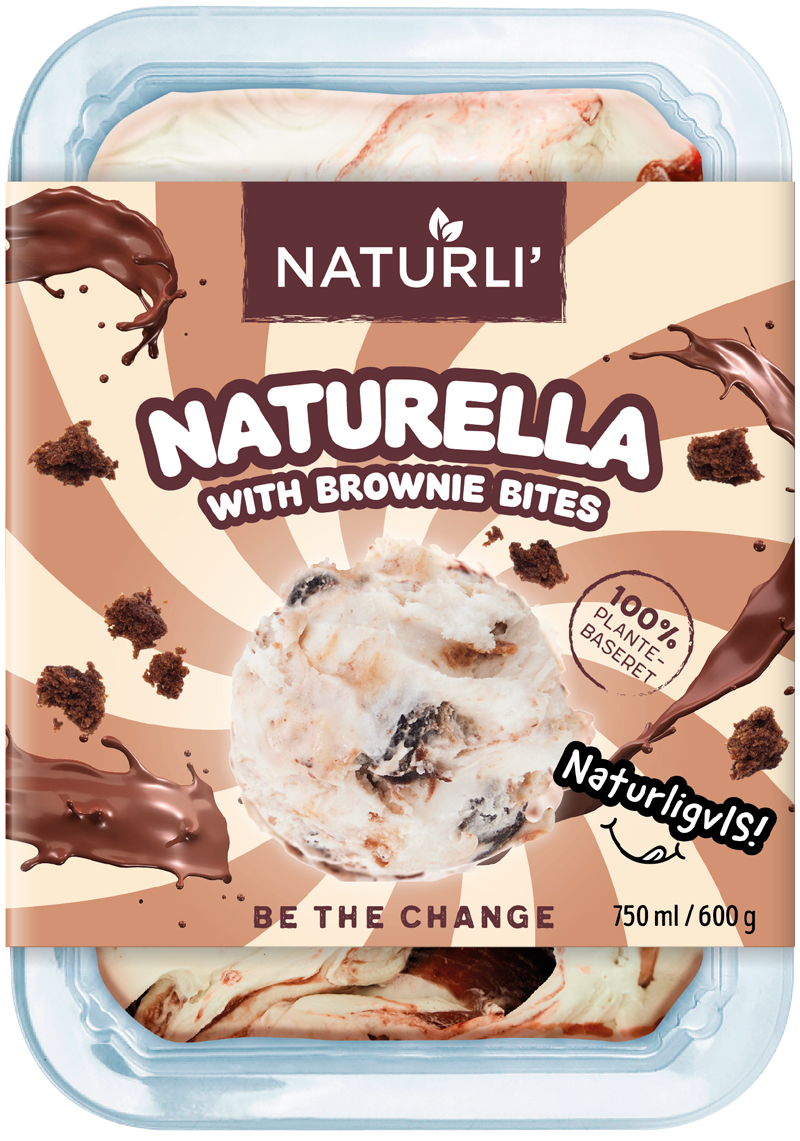 NATURLI'
NATURELLA
WITH BROWNIE BITES
100%
PLANTE-
BASERET
NaturligvIS!
BE THE CHANGE
750 ml / 600 g